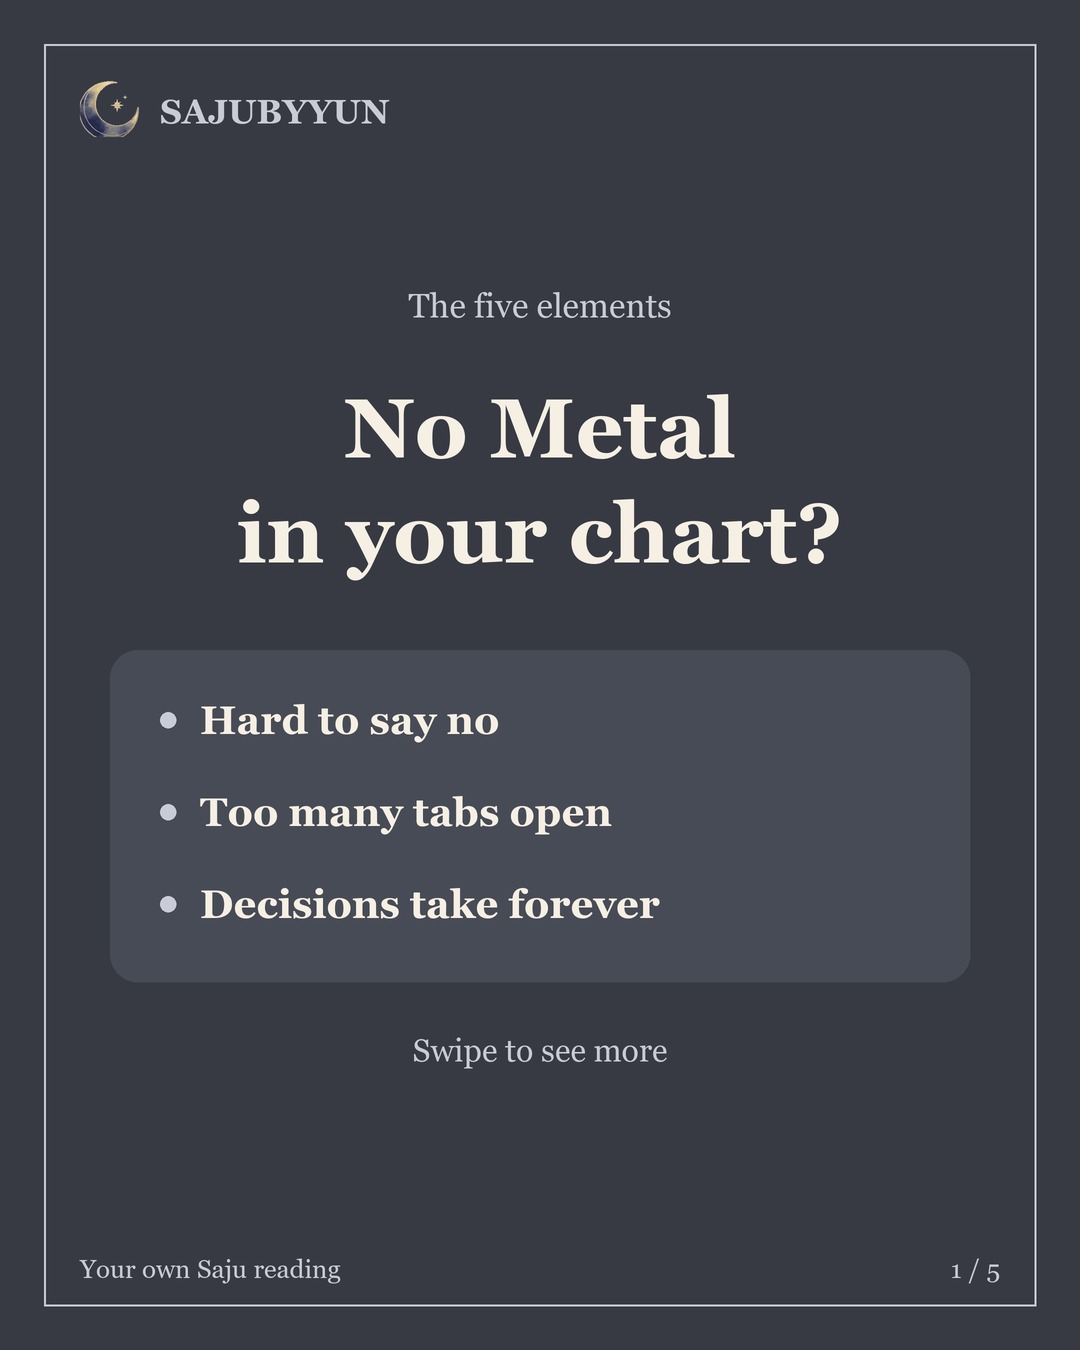 SAJUBYYUN
The five elements
No Metal
in your chart?
Hard to say no
Too many tabs open
Decisions take forever
Swipe to see more
Your own Saju reading
1 / 5